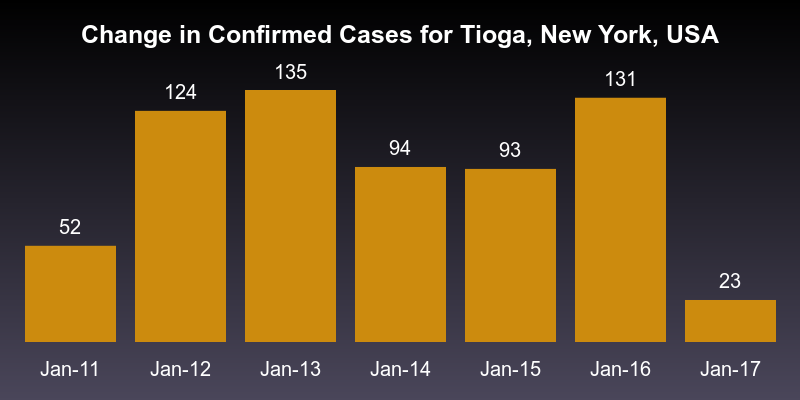 Change in Confirmed Cases for Tioga, New York, USA
52 124 135 94 93 131 23
Jan-11 Jan-12 Jan-13 Jan-14 Jan-15 Jan-16 Jan-17